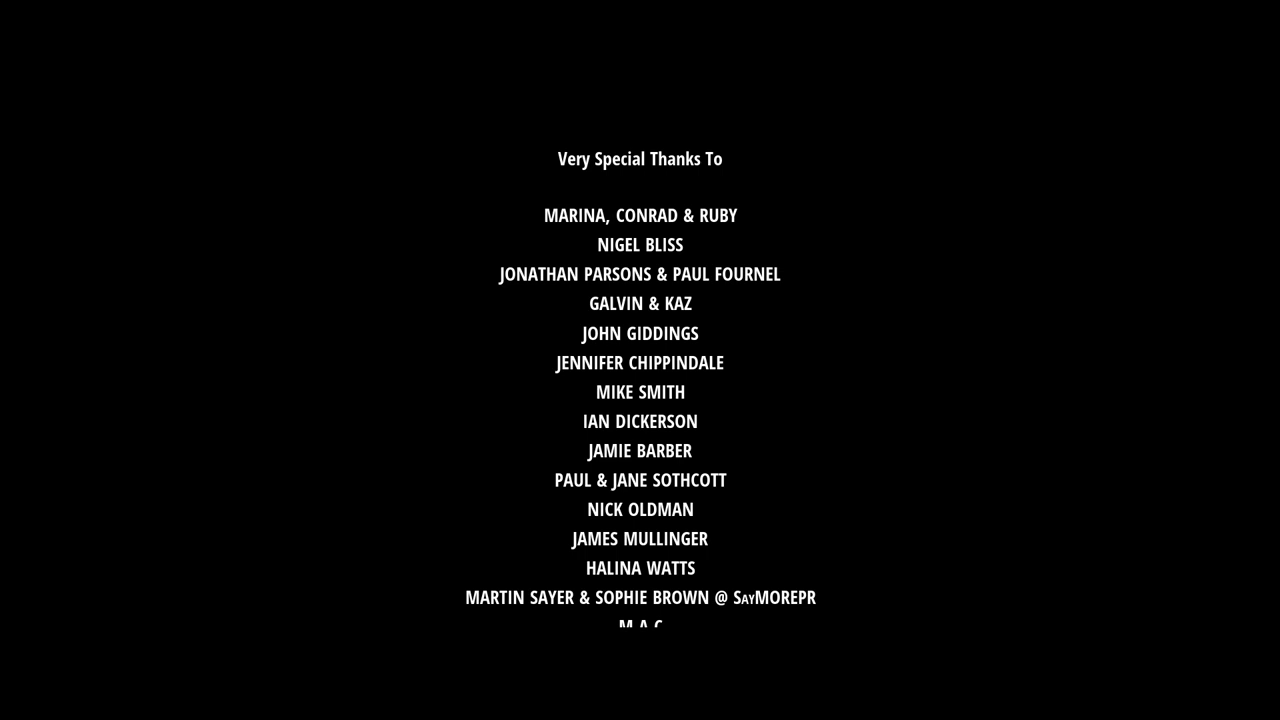 Very Special Thanks To
MARINA, CONRAD & RUBY
NIGEL BLISS
JONATHAN PARSONS & PAUL FOURNEL
GALVIN & KAZ
JOHN GIDDINGS
JENNIFER CHIPPINDALE
MIKE SMITH
IAN DICKERSON
JAMIE BARBER
PAUL & JANE SOTHCOTT
NICK OLDMAN
JAMES MULLINGER
HALINA WATTS
MARTIN SAYER & SOPHIE BROWN @ SAYMOREPR